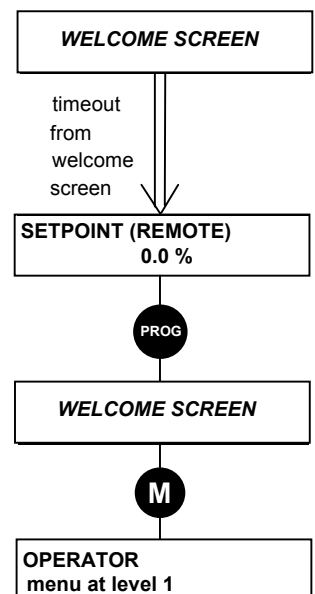 WELCOME SCREEN
timeout
from
welcome
screen
SETPOINT (REMOTE)
0.0 %
PROG
WELCOME SCREEN
M
OPERATOR
menu at level 1